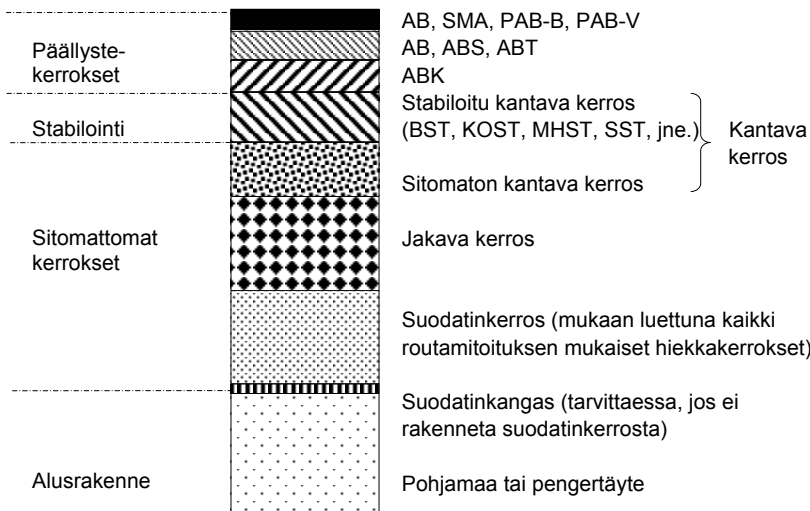 AB, SMA, PAB-B, PAB-V
Päällyste-
kerrokset
AB, ABS, ABT
ABK
Stabilointi
Stabiloitu kantava kerros
(BST, KOST, MHST, SST, jne.)
Kantava
kerros
Sitomaton kantava kerros
Sitomattomat
kerrokset
Jakava kerros
Suodatinkerros (mukaan luettuna kaikki
routamitoituksen mukaiset hiekkakerrokset)
Suodatinkangas (tarvittaessa, jos ei
rakenneta suodatinkerrosta)
Alusrakenne
Pohjamaa tai pengertäyte